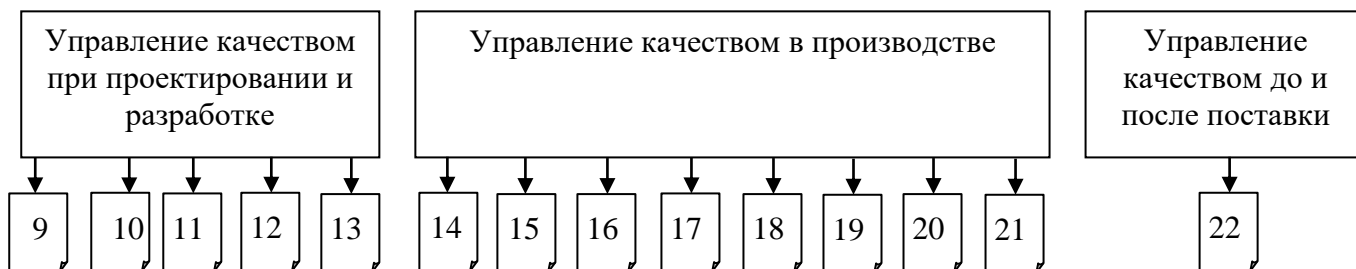 Управление качеством
при проектировании и
разработке
Управление качеством в производстве
Управление
качеством до и
после поставки
9 10 11 12 13 14 15 16 17 18 19 20 21 22